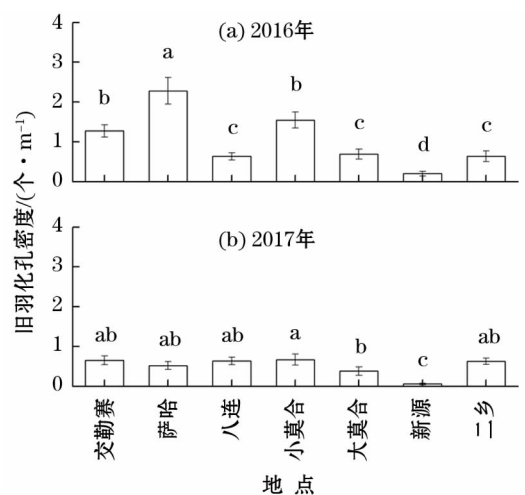 (a) 2016年
4
3
2
1
0
b
a
c
b
c
d
c
旧羽化孔密度/(个·m⁻¹)
(b) 2017年
4
3
2
1
0
ab
ab
ab
a
b
c
ab
交勒赛
萨哈
八连
小莫合
大莫合
新源
二乡
地 点